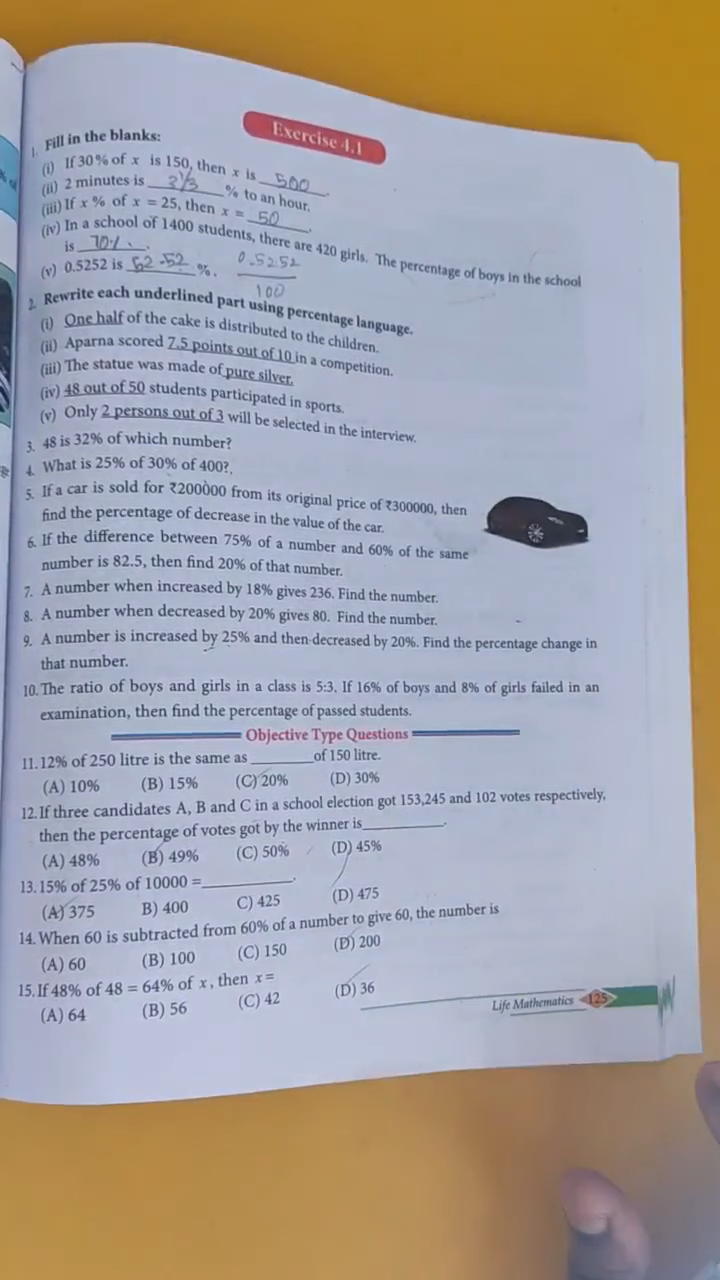 Exercise 4.1
1. Fill in the blanks:
(i) If 30% of x is 150, then x is 500.
(ii) 2 minutes is 3⅓ % to an hour.
(iii) If x % of x = 25, then x = 50.
(iv) In a school of 1400 students, there are 420 girls. The percentage of boys in the school
is 70%.
(v) 0.5252 is 52.52 %. 0.5252
100
2. Rewrite each underlined part using percentage language.
(i) One half of the cake is distributed to the children.
(ii) Aparna scored 7.5 points out of 10 in a competition.
(iii) The statue was made of pure silver.
(iv) 48 out of 50 students participated in sports.
(v) Only 2 persons out of 3 will be selected in the interview.
3. 48 is 32% of which number?
4. What is 25% of 30% of 400?
5. If a car is sold for ₹200000 from its original price of ₹300000, then
find the percentage of decrease in the value of the car.
6. If the difference between 75% of a number and 60% of the same
number is 82.5, then find 20% of that number.
7. A number when increased by 18% gives 236. Find the number.
8. A number when decreased by 20% gives 80. Find the number.
9. A number is increased by 25% and then decreased by 20%. Find the percentage change in
that number.
10. The ratio of boys and girls in a class is 5:3. If 16% of boys and 8% of girls failed in an
examination, then find the percentage of passed students.
Objective Type Questions
11. 12% of 250 litre is the same as ______ of 150 litre.
(A) 10% (B) 15% (C) 20% (D) 30%
12. If three candidates A, B and C in a school election got 153,245 and 102 votes respectively,
then the percentage of votes got by the winner is ______.
(A) 48% (B) 49% (C) 50% (D) 45%
13. 15% of 25% of 10000 = ______.
(A) 375 B) 400 C) 425 (D) 475
14. When 60 is subtracted from 60% of a number to give 60, the number is
(A) 60 (B) 100 (C) 150 (D) 200
15. If 48% of 48 = 64% of x, then x =
(A) 64 (B) 56 (C) 42 (D) 36
Life Mathematics 125